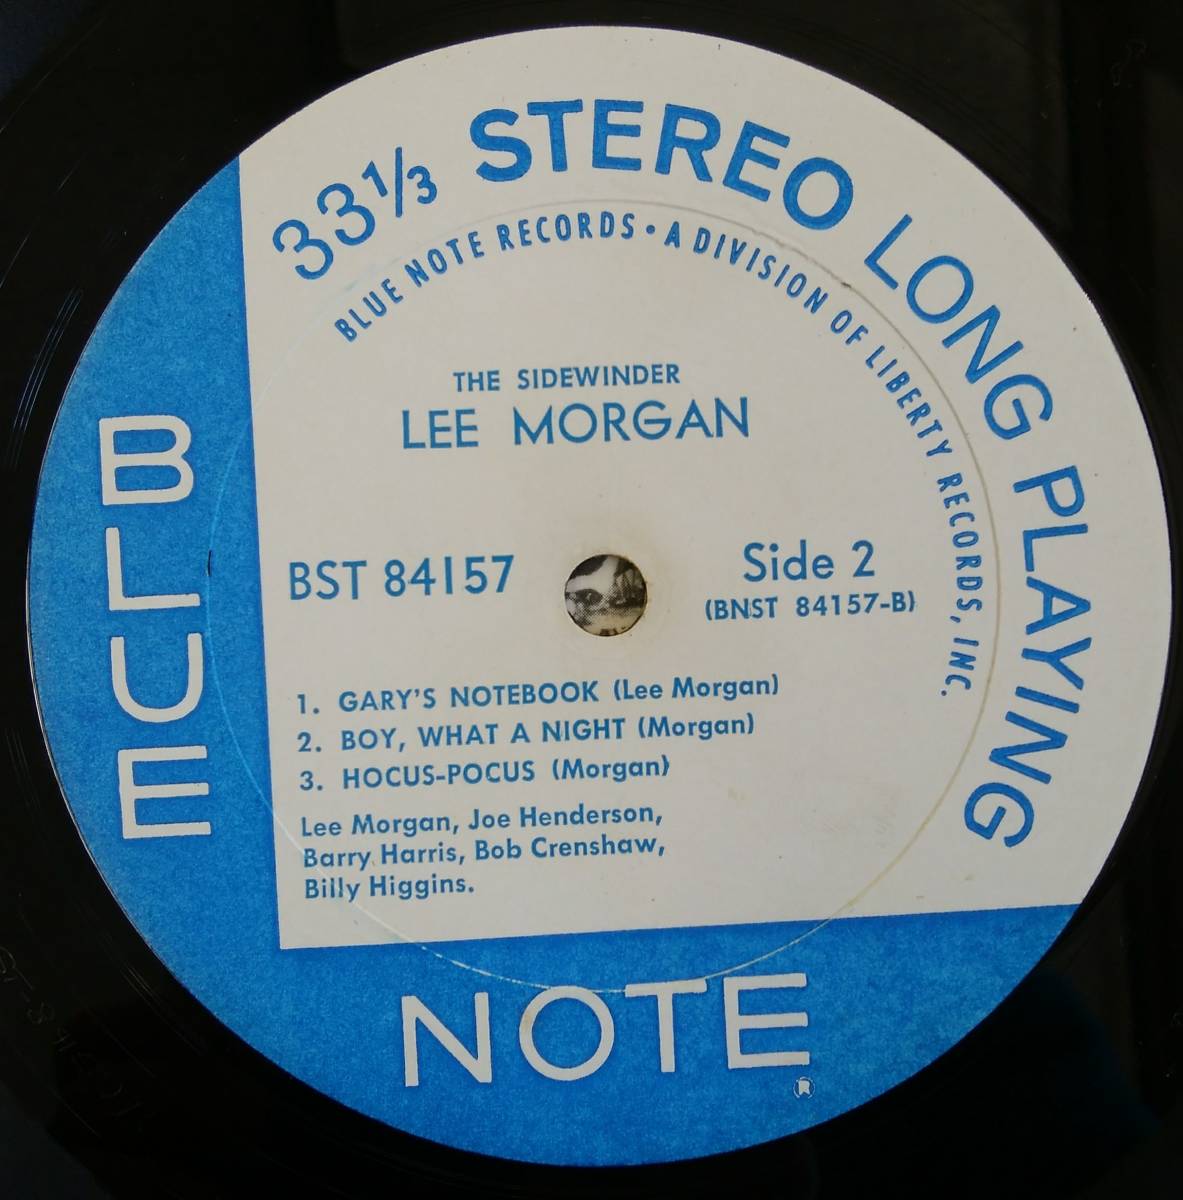 33⅓ STEREO LONG PLAYING
BLUE NOTE RECORDS · A DIVISION OF LIBERTY RECORDS, INC.
THE SIDEWINDER
LEE MORGAN
BST 84157
Side 2
(BNST 84157-B)
1. GARY'S NOTEBOOK (Lee Morgan)
2. BOY, WHAT A NIGHT (Morgan)
3. HOCUS-POCUS (Morgan)
Lee Morgan, Joe Henderson,
Barry Harris, Bob Crenshaw,
Billy Higgins.
BLUE
NOTE
®